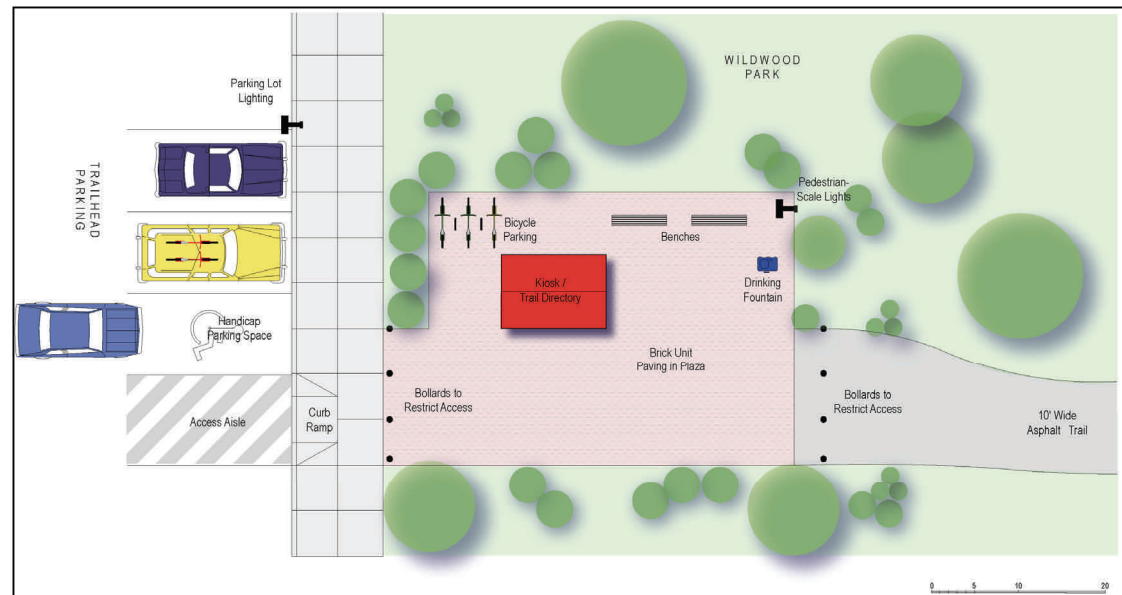 WILDWOOD
PARK
Parking Lot
Lighting
TRAILHEAD
PARKING
Pedestrian-
Scale Lights
Bicycle
Parking
Benches
Kiosk /
Trail Directory
Drinking
Fountain
Handicap
Parking Space
Brick Unit
Paving in Plaza
Bollards to
Restrict Access
Bollards to
Restrict Access
Access Aisle
Curb
Ramp
10' Wide
Asphalt Trail
0 5 10 20